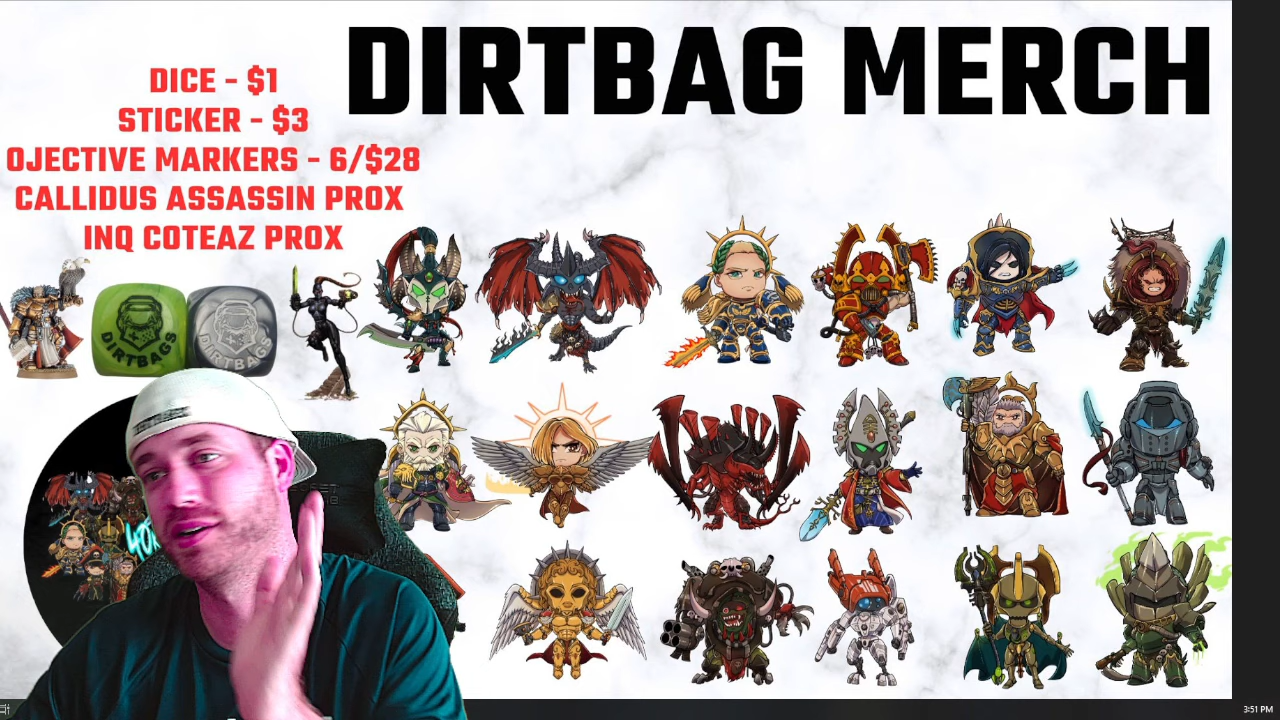 DIRTBAG MERCH
DICE - $1
STICKER - $3
OJECTIVE MARKERS - 6/$28
CALLIDUS ASSASSIN PROX
INQ COTEAZ PROX
DIRTBAGS
DIRTBAGS
3:51 PM